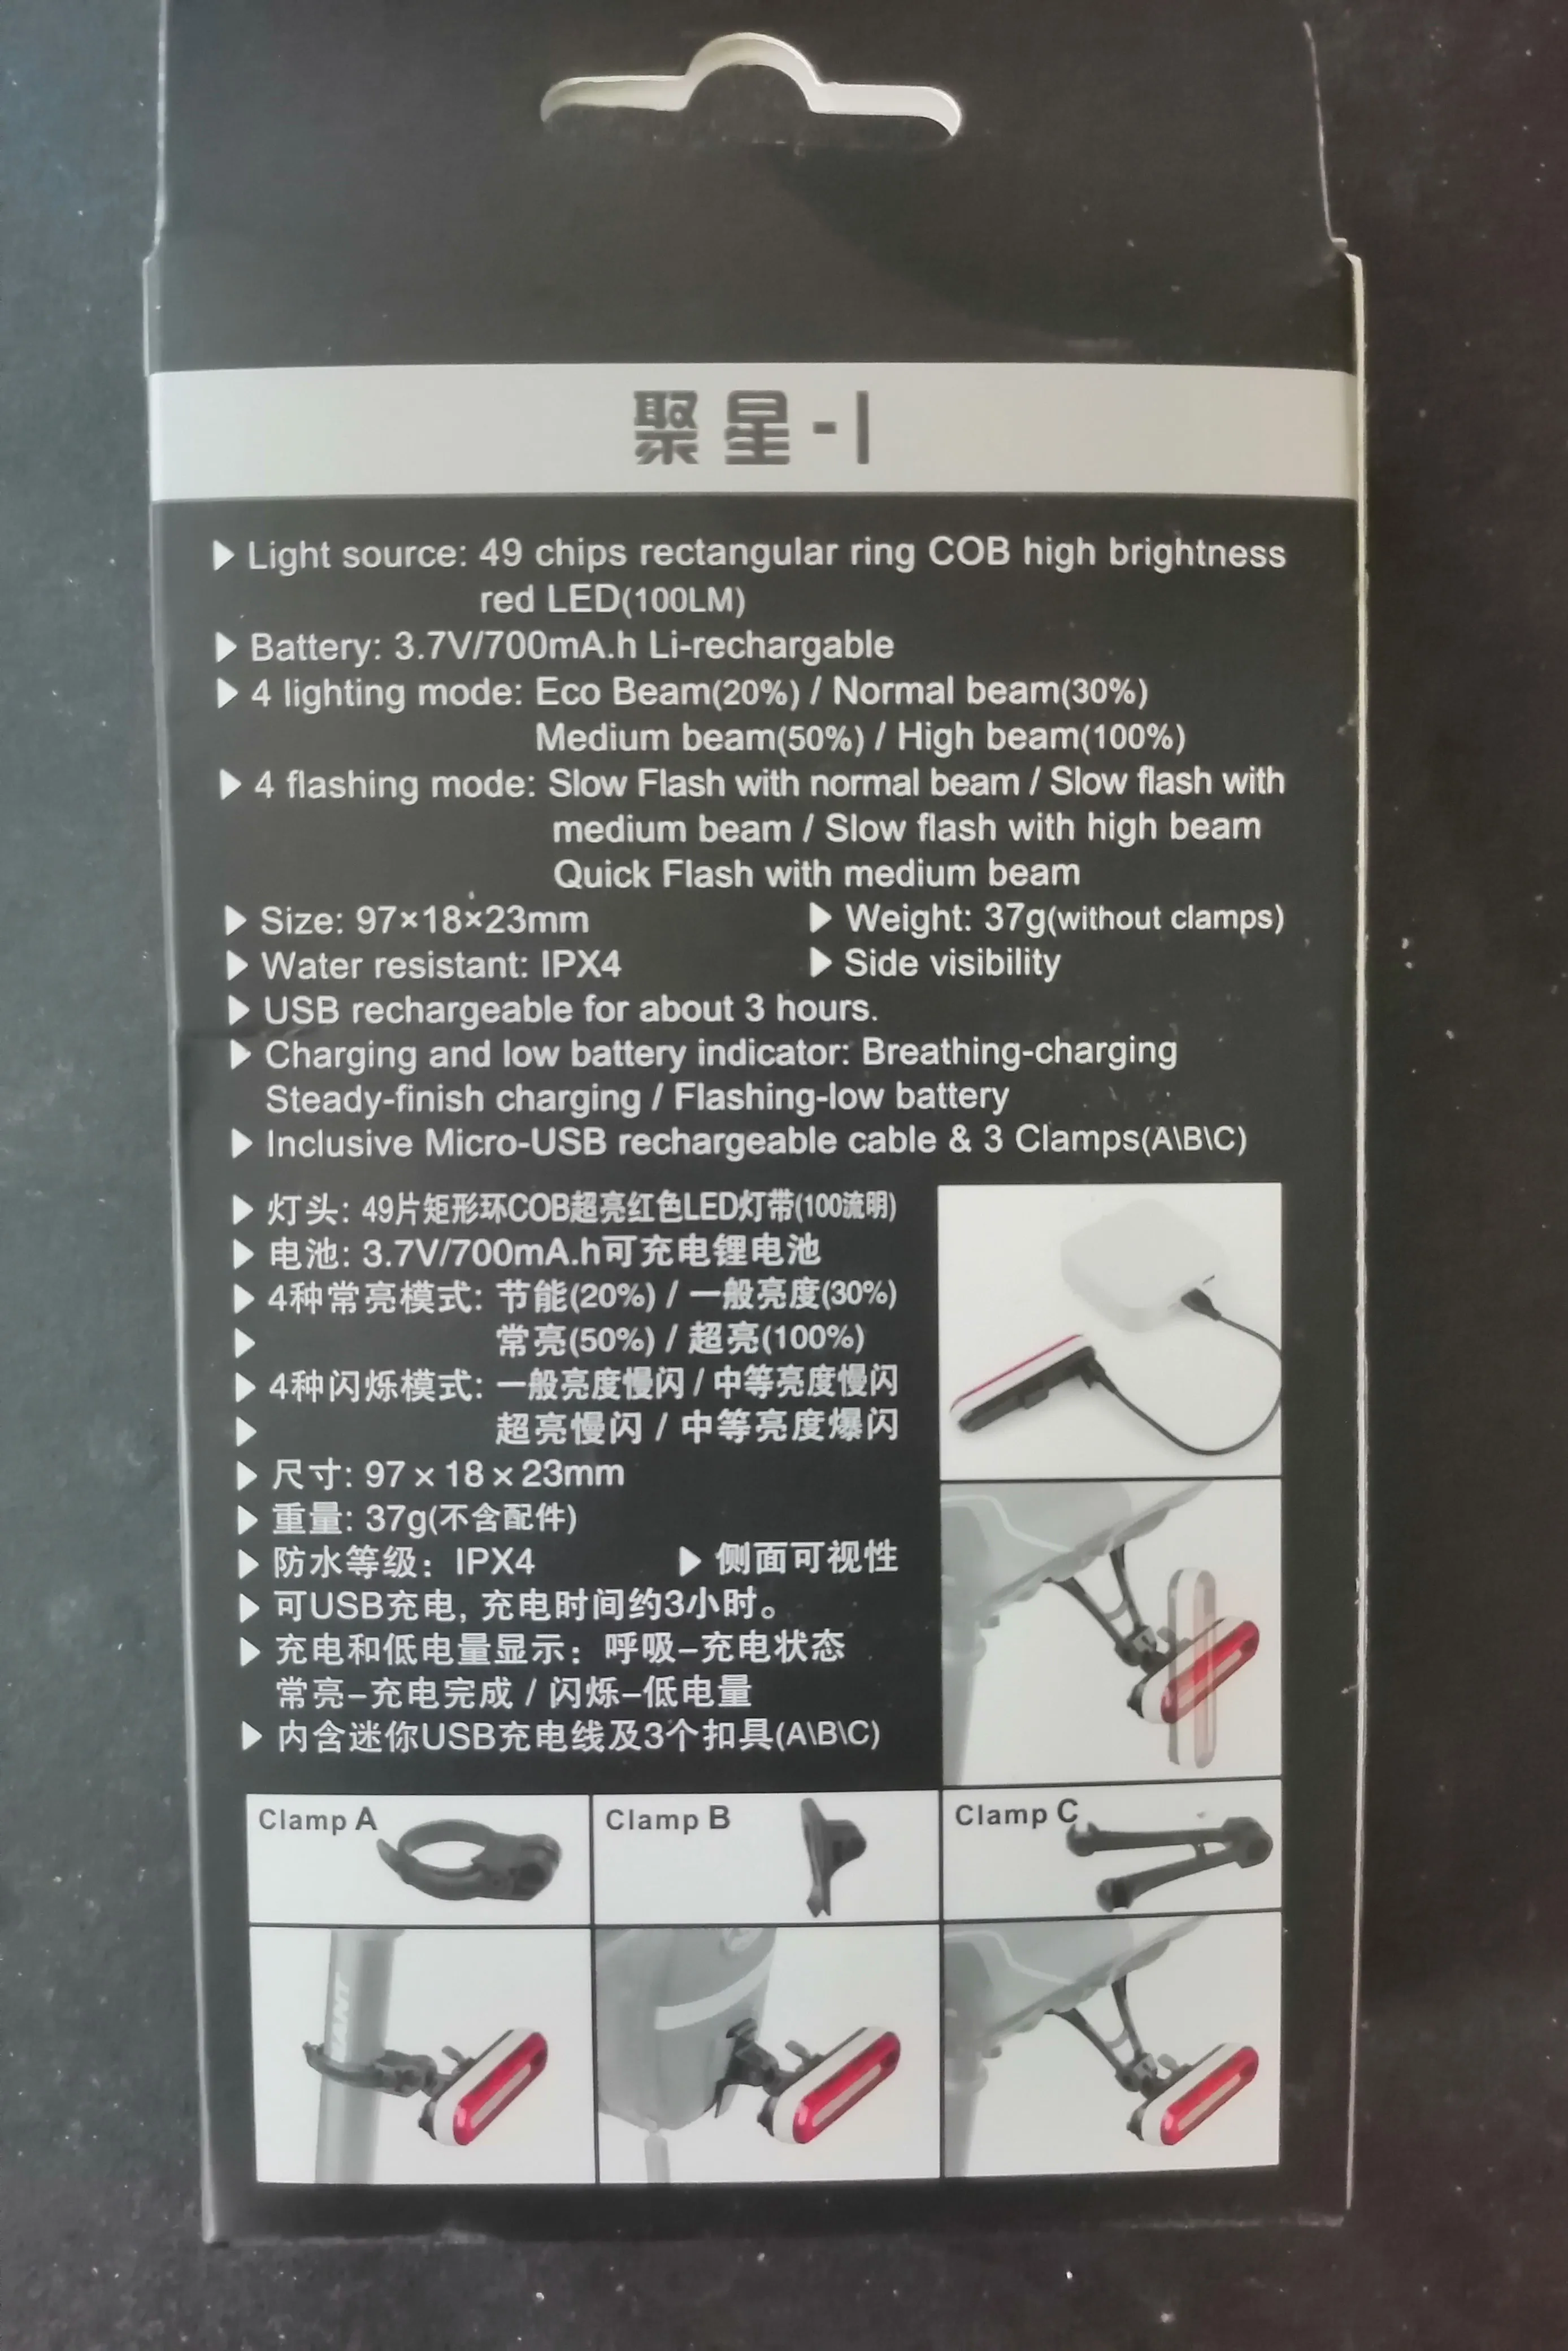 聚星-1
Light source: 49 chips rectangular ring COB high brightness
red LED(100LM)
Battery: 3.7V/700mA.h Li-rechargable
4 lighting mode: Eco Beam(20%) / Normal beam(30%)
Medium beam(50%) / High beam(100%)
4 flashing mode: Slow Flash with normal beam / Slow flash with
medium beam / Slow flash with high beam
Quick Flash with medium beam
Size: 97×18×23mm
Weight: 37g(without clamps)
Water resistant: IPX4
Side visibility
USB rechargeable for about 3 hours.
Charging and low battery indicator: Breathing-charging
Steady-finish charging / Flashing-low battery
Inclusive Micro-USB rechargeable cable & 3 Clamps(A\B\C)
灯头: 49片矩形环COB超亮红色LED灯带(100流明)
电池: 3.7V/700mA.h可充电锂电池
4种常亮模式: 节能(20%) / 一般亮度(30%)
常亮(50%) / 超亮(100%)
4种闪烁模式: 一般亮度慢闪 / 中等亮度慢闪
超亮慢闪 / 中等亮度爆闪
尺寸: 97×18×23mm
重量: 37g(不含配件)
防水等级: IPX4
侧面可视性
可USB充电, 充电时间约3小时。
充电和低电量显示: 呼吸-充电状态
常亮-充电完成 / 闪烁-低电量
内含迷你USB充电线及3个扣具(A\B\C)
Clamp A
Clamp B
Clamp C